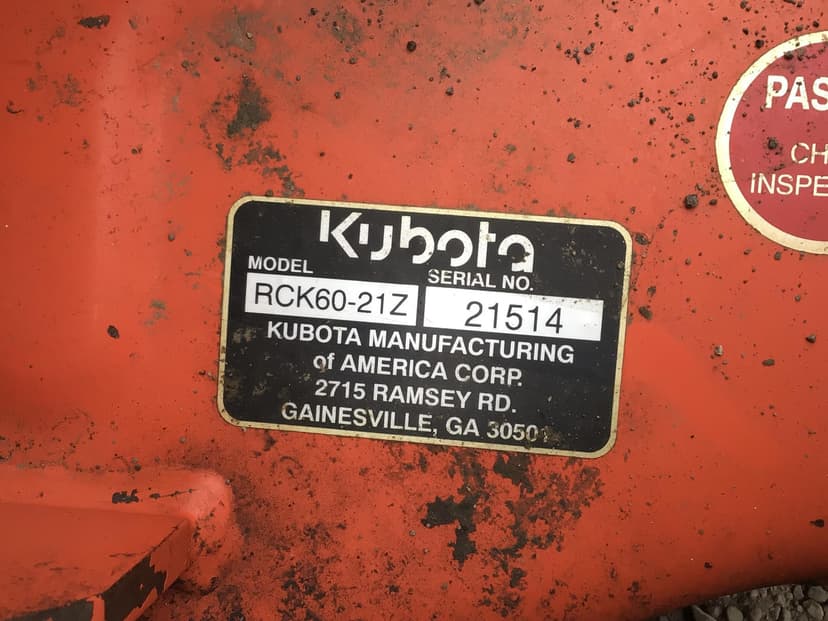 Kubota
MODEL SERIAL NO.
RCK60-21Z 21514
KUBOTA MANUFACTURING
of AMERICA CORP.
2715 RAMSEY RD.
GAINESVILLE, GA 30501
PAS
CH
INSPE